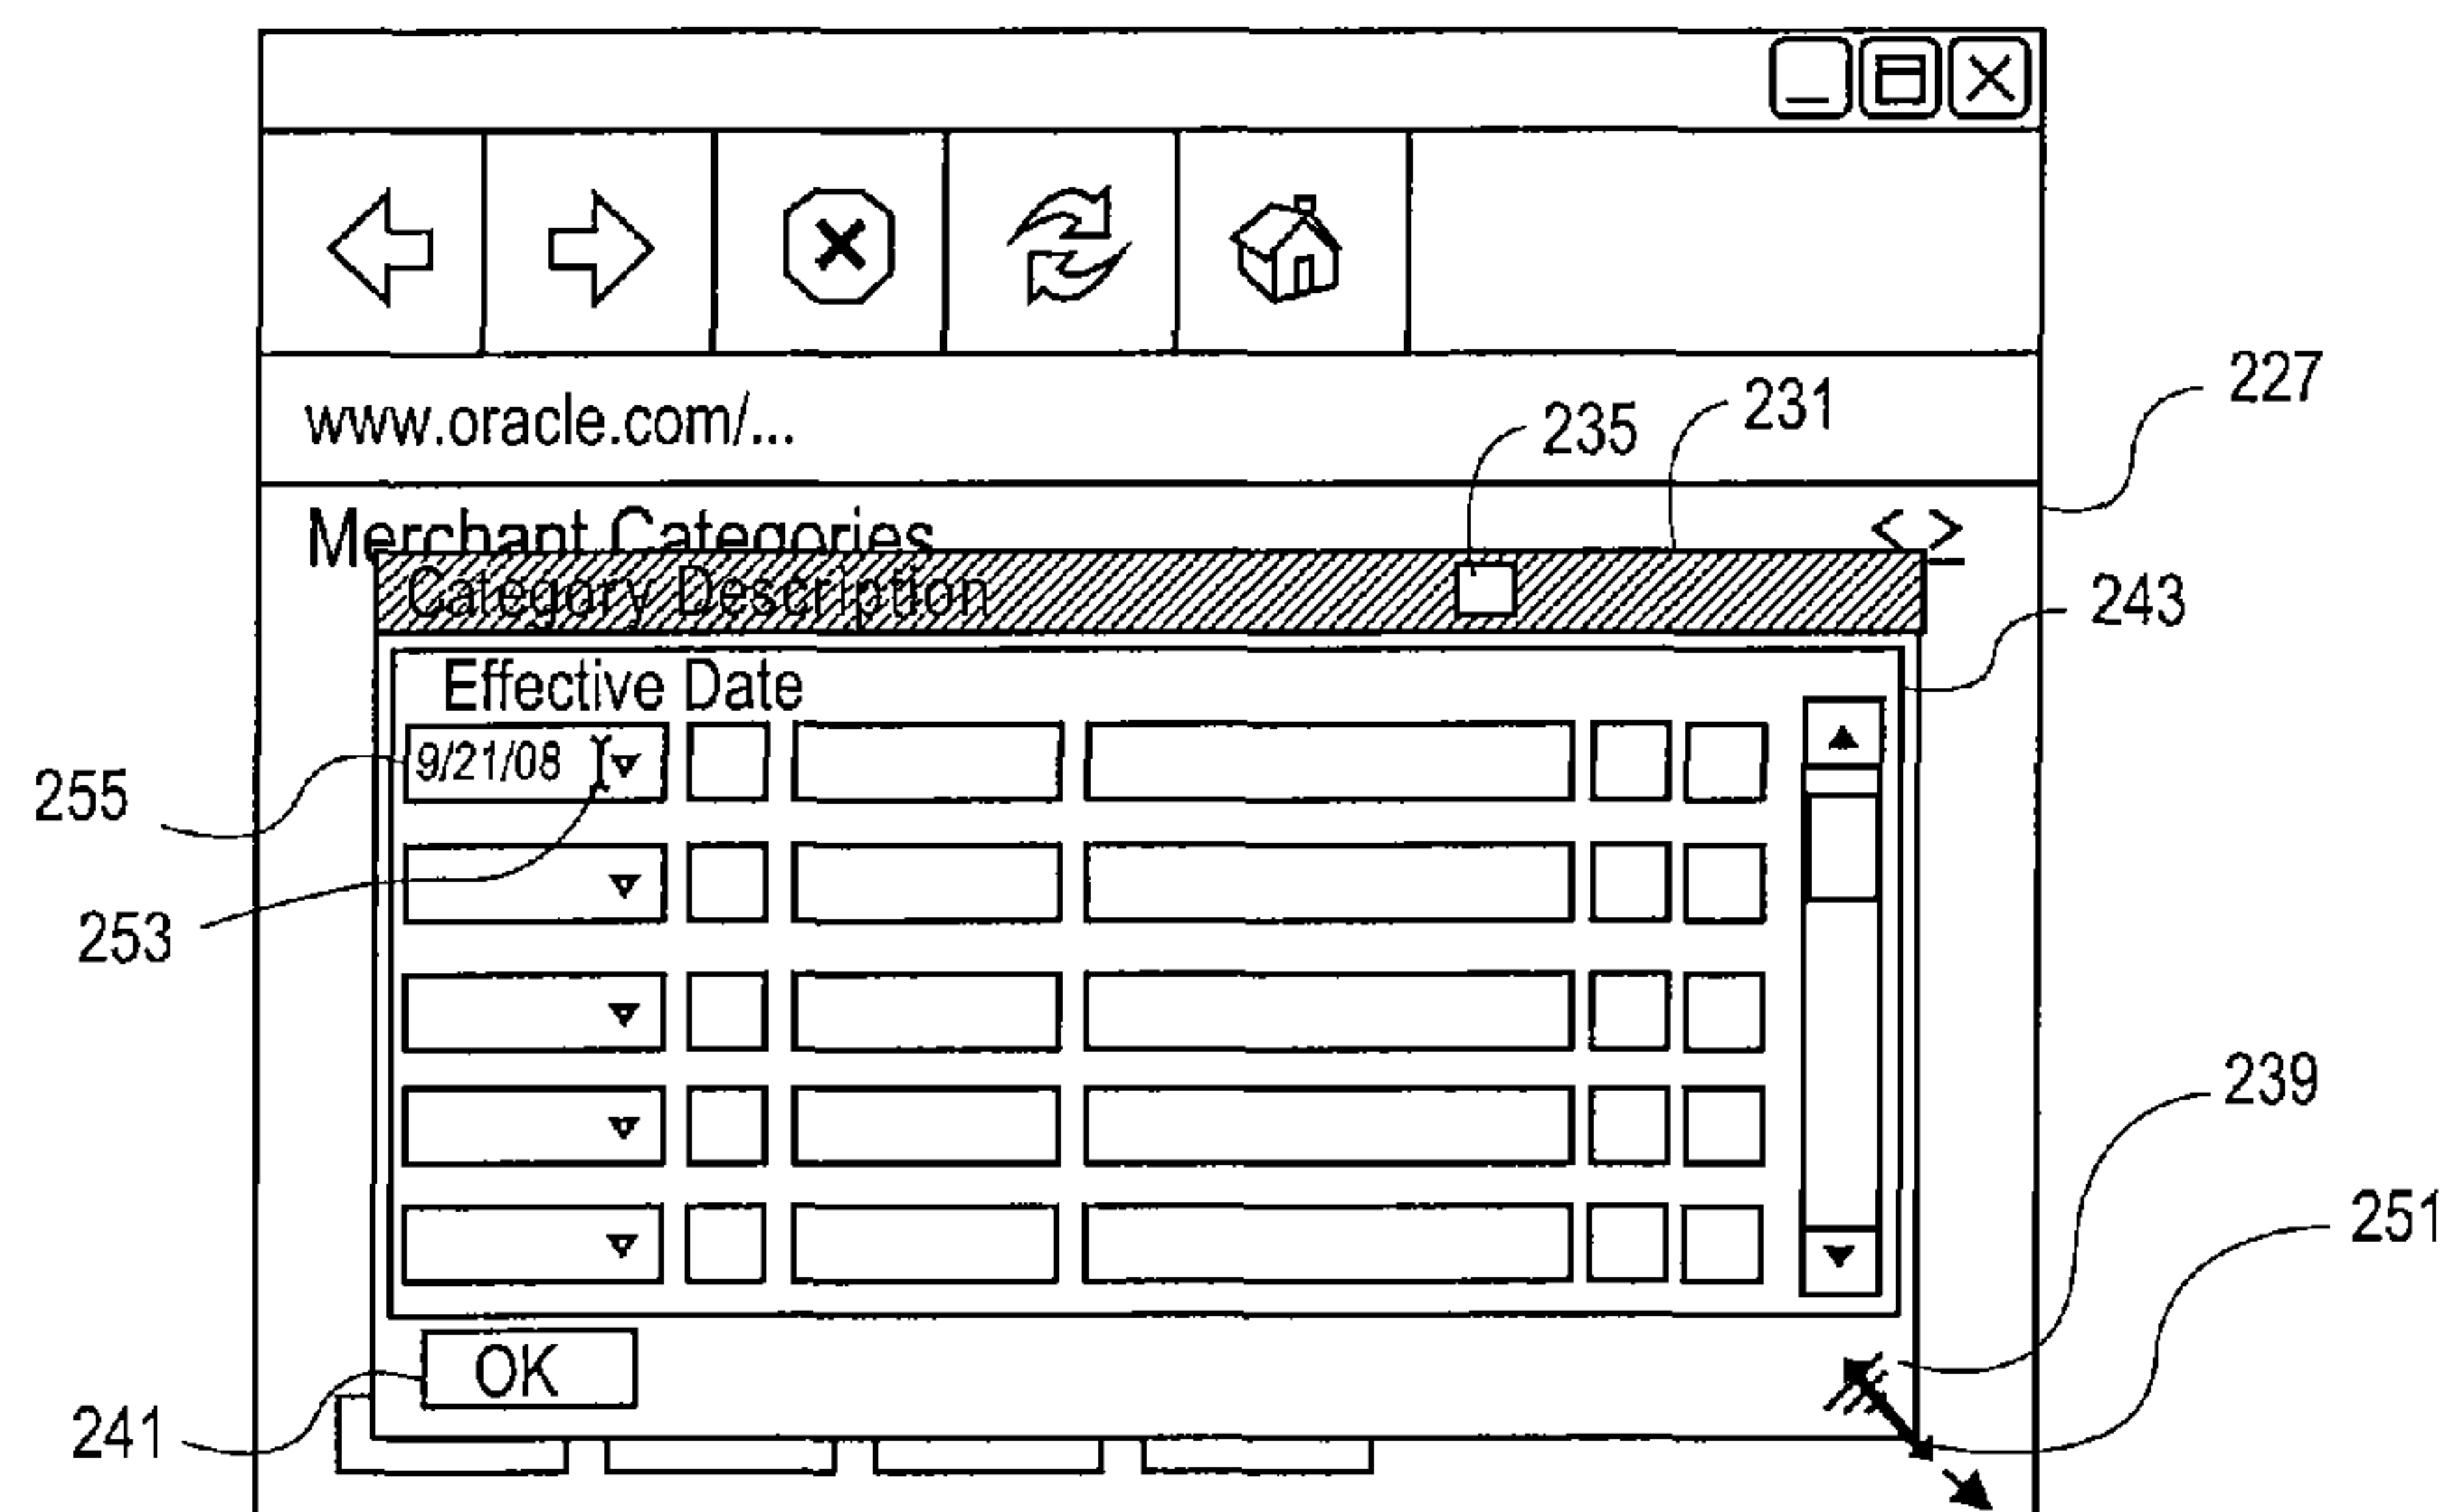 www.oracle.com/...
235
231
227
Merchant Categories
< >
Category Description
243
Effective Date
9/21/08
255
253
239
251
OK
241